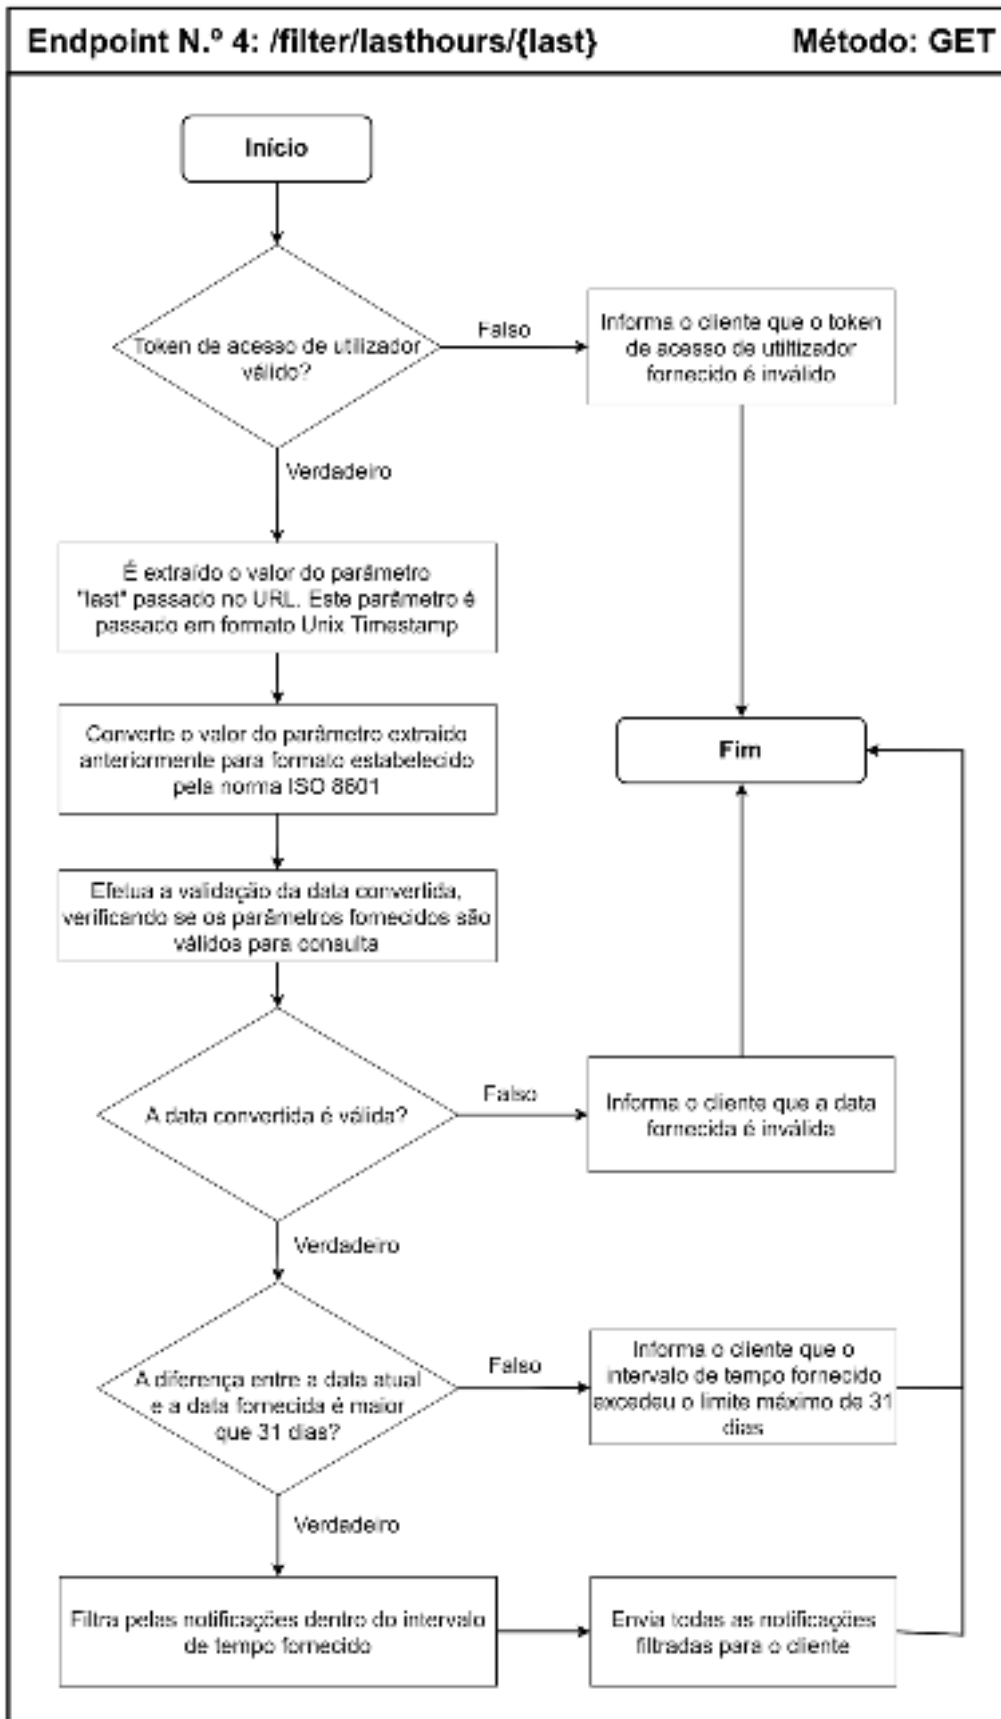 Endpoint N.º 4: /filter/lasthours/{last} Método: GET
Início
Token de acesso de utilizador
válido?
Falso
Informa o cliente que o token
de acesso de utiltizador
fornecido é inválido
Verdadeiro
É extraído o valor do parâmetro
"last" passado no URL. Este parâmetro é
passado em formato Unix Timestamp
Converte o valor do parâmetro extraído
anteriormente para formato estabelecido
pela norma ISO 8601
Fim
Efetua a validação da data convertida,
verificando se os parâmetros fornecidos são
válidos para consulta
A data convertida é válida?
Falso
Informa o cliente que a data
fornecida é inválida
Verdadeiro
A diferença entre a data atual
e a data fornecida é maior
que 31 dias?
Falso
Informa o cliente que o
intervalo de tempo fornecido
excedeu o limite máximo de 31
dias
Verdadeiro
Filtra pelas notificações dentro do intervalo
de tempo fornecido
Envia todas as notificações
filtradas para o cliente